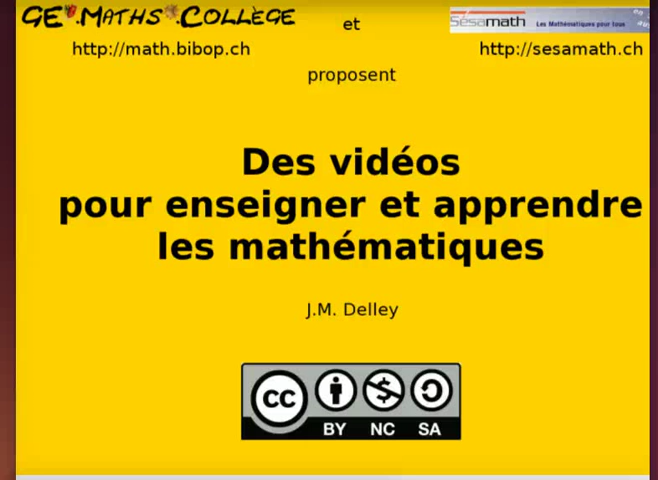 GE.MATHS.COLLÈGE et Sésamath Les Mathématiques pour tous
http://math.bibop.ch http://sesamath.ch
proposent
Des vidéos
pour enseigner et apprendre
les mathématiques
J.M. Delley
cc
BY NC SA